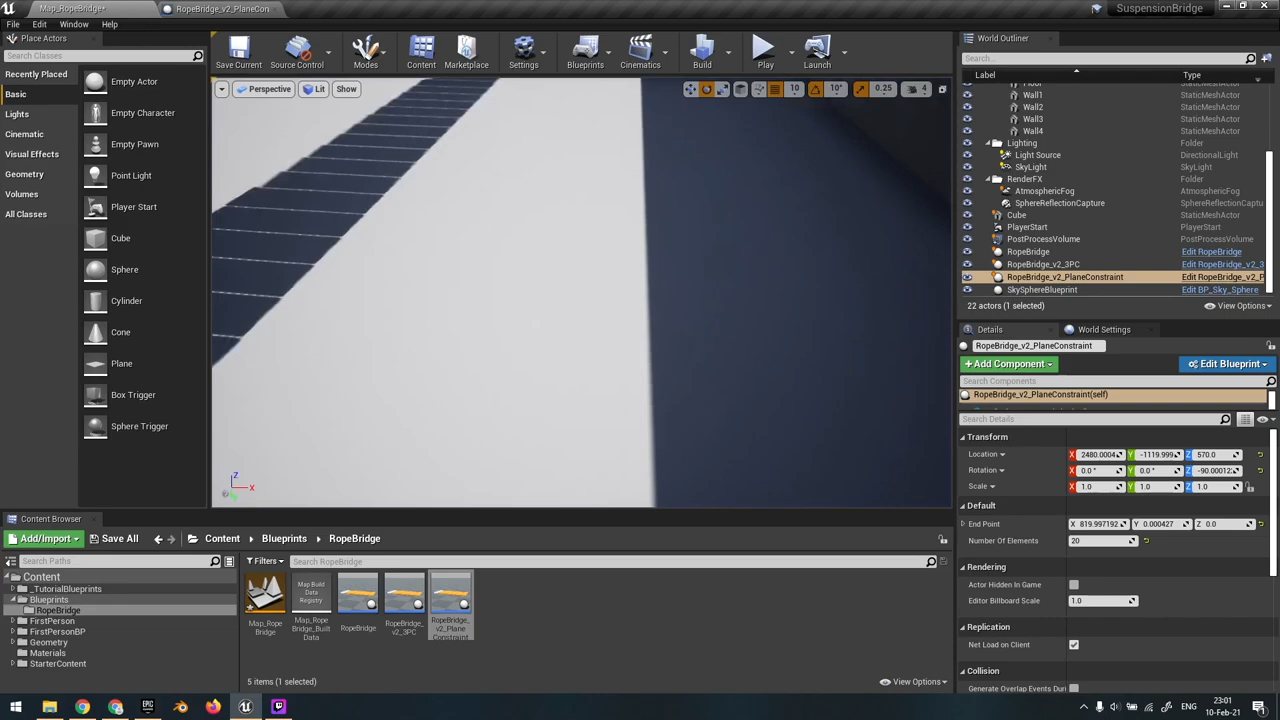 Map_RopeBridge*
RopeBridge_v2_PlaneCon
SuspensionBridge
File Edit Window Help
Place Actors
Search Classes
Recently Placed
Basic
Lights
Cinematic
Visual Effects
Geometry
Volumes
All Classes
Empty Actor
Empty Character
Empty Pawn
Point Light
Player Start
Cube
Sphere
Cylinder
Cone
Plane
Box Trigger
Sphere Trigger
Save Current Source Control Modes Content Marketplace Settings Blueprints Cinematics Build Play Launch
Perspective Lit Show 10 10° 0.25 4
Z
X
World Outliner
Search...
Label Type
Wall1 StaticMeshActor
Wall2 StaticMeshActor
Wall3 StaticMeshActor
Wall4 StaticMeshActor
Lighting Folder
Light Source DirectionalLight
SkyLight SkyLight
RenderFX Folder
AtmosphericFog AtmosphericFog
SphereReflectionCapture SphereReflectionCaptu
Cube StaticMeshActor
PlayerStart PlayerStart
PostProcessVolume PostProcessVolume
RopeBridge Edit RopeBridge
RopeBridge_v2_3PC Edit RopeBridge_v2_3
RopeBridge_v2_PlaneConstraint Edit RopeBridge_v2_P
SkySphereBlueprint Edit BP_Sky_Sphere
22 actors (1 selected) View Options
Details World Settings
RopeBridge_v2_PlaneConstraint
+Add Component Edit Blueprint
Search Components
RopeBridge_v2_PlaneConstraint(self)
Search Details
Transform
Location X 2480.0004 Y -1119.999 Z 570.0
Rotation X 0.0 ° Y 0.0 ° Z -90.00012
Scale X 1.0 Y 1.0 Z 1.0
Default
End Point X 819.997192 Y 0.000427 Z 0.0
Number Of Elements 20
Rendering
Actor Hidden In Game
Editor Billboard Scale 1.0
Replication
Net Load on Client
Collision
Generate Overlap Events Duri
Content Browser
Add/Import Save All Content Blueprints RopeBridge
Search Paths
Filters Search RopeBridge
Content
_TutorialBlueprints
Blueprints
RopeBridge
FirstPerson
FirstPersonBP
Geometry
Materials
StarterContent
Map Build
Data
Registry
Map_Rope
Bridge
Map_Rope
Bridge_Built
Data
RopeBridge
RopeBridge_
v2_3PC
RopeBridge_
v2_Plane
Constraint
5 items (1 selected) View Options
EPIC
23:01
10-Feb-21